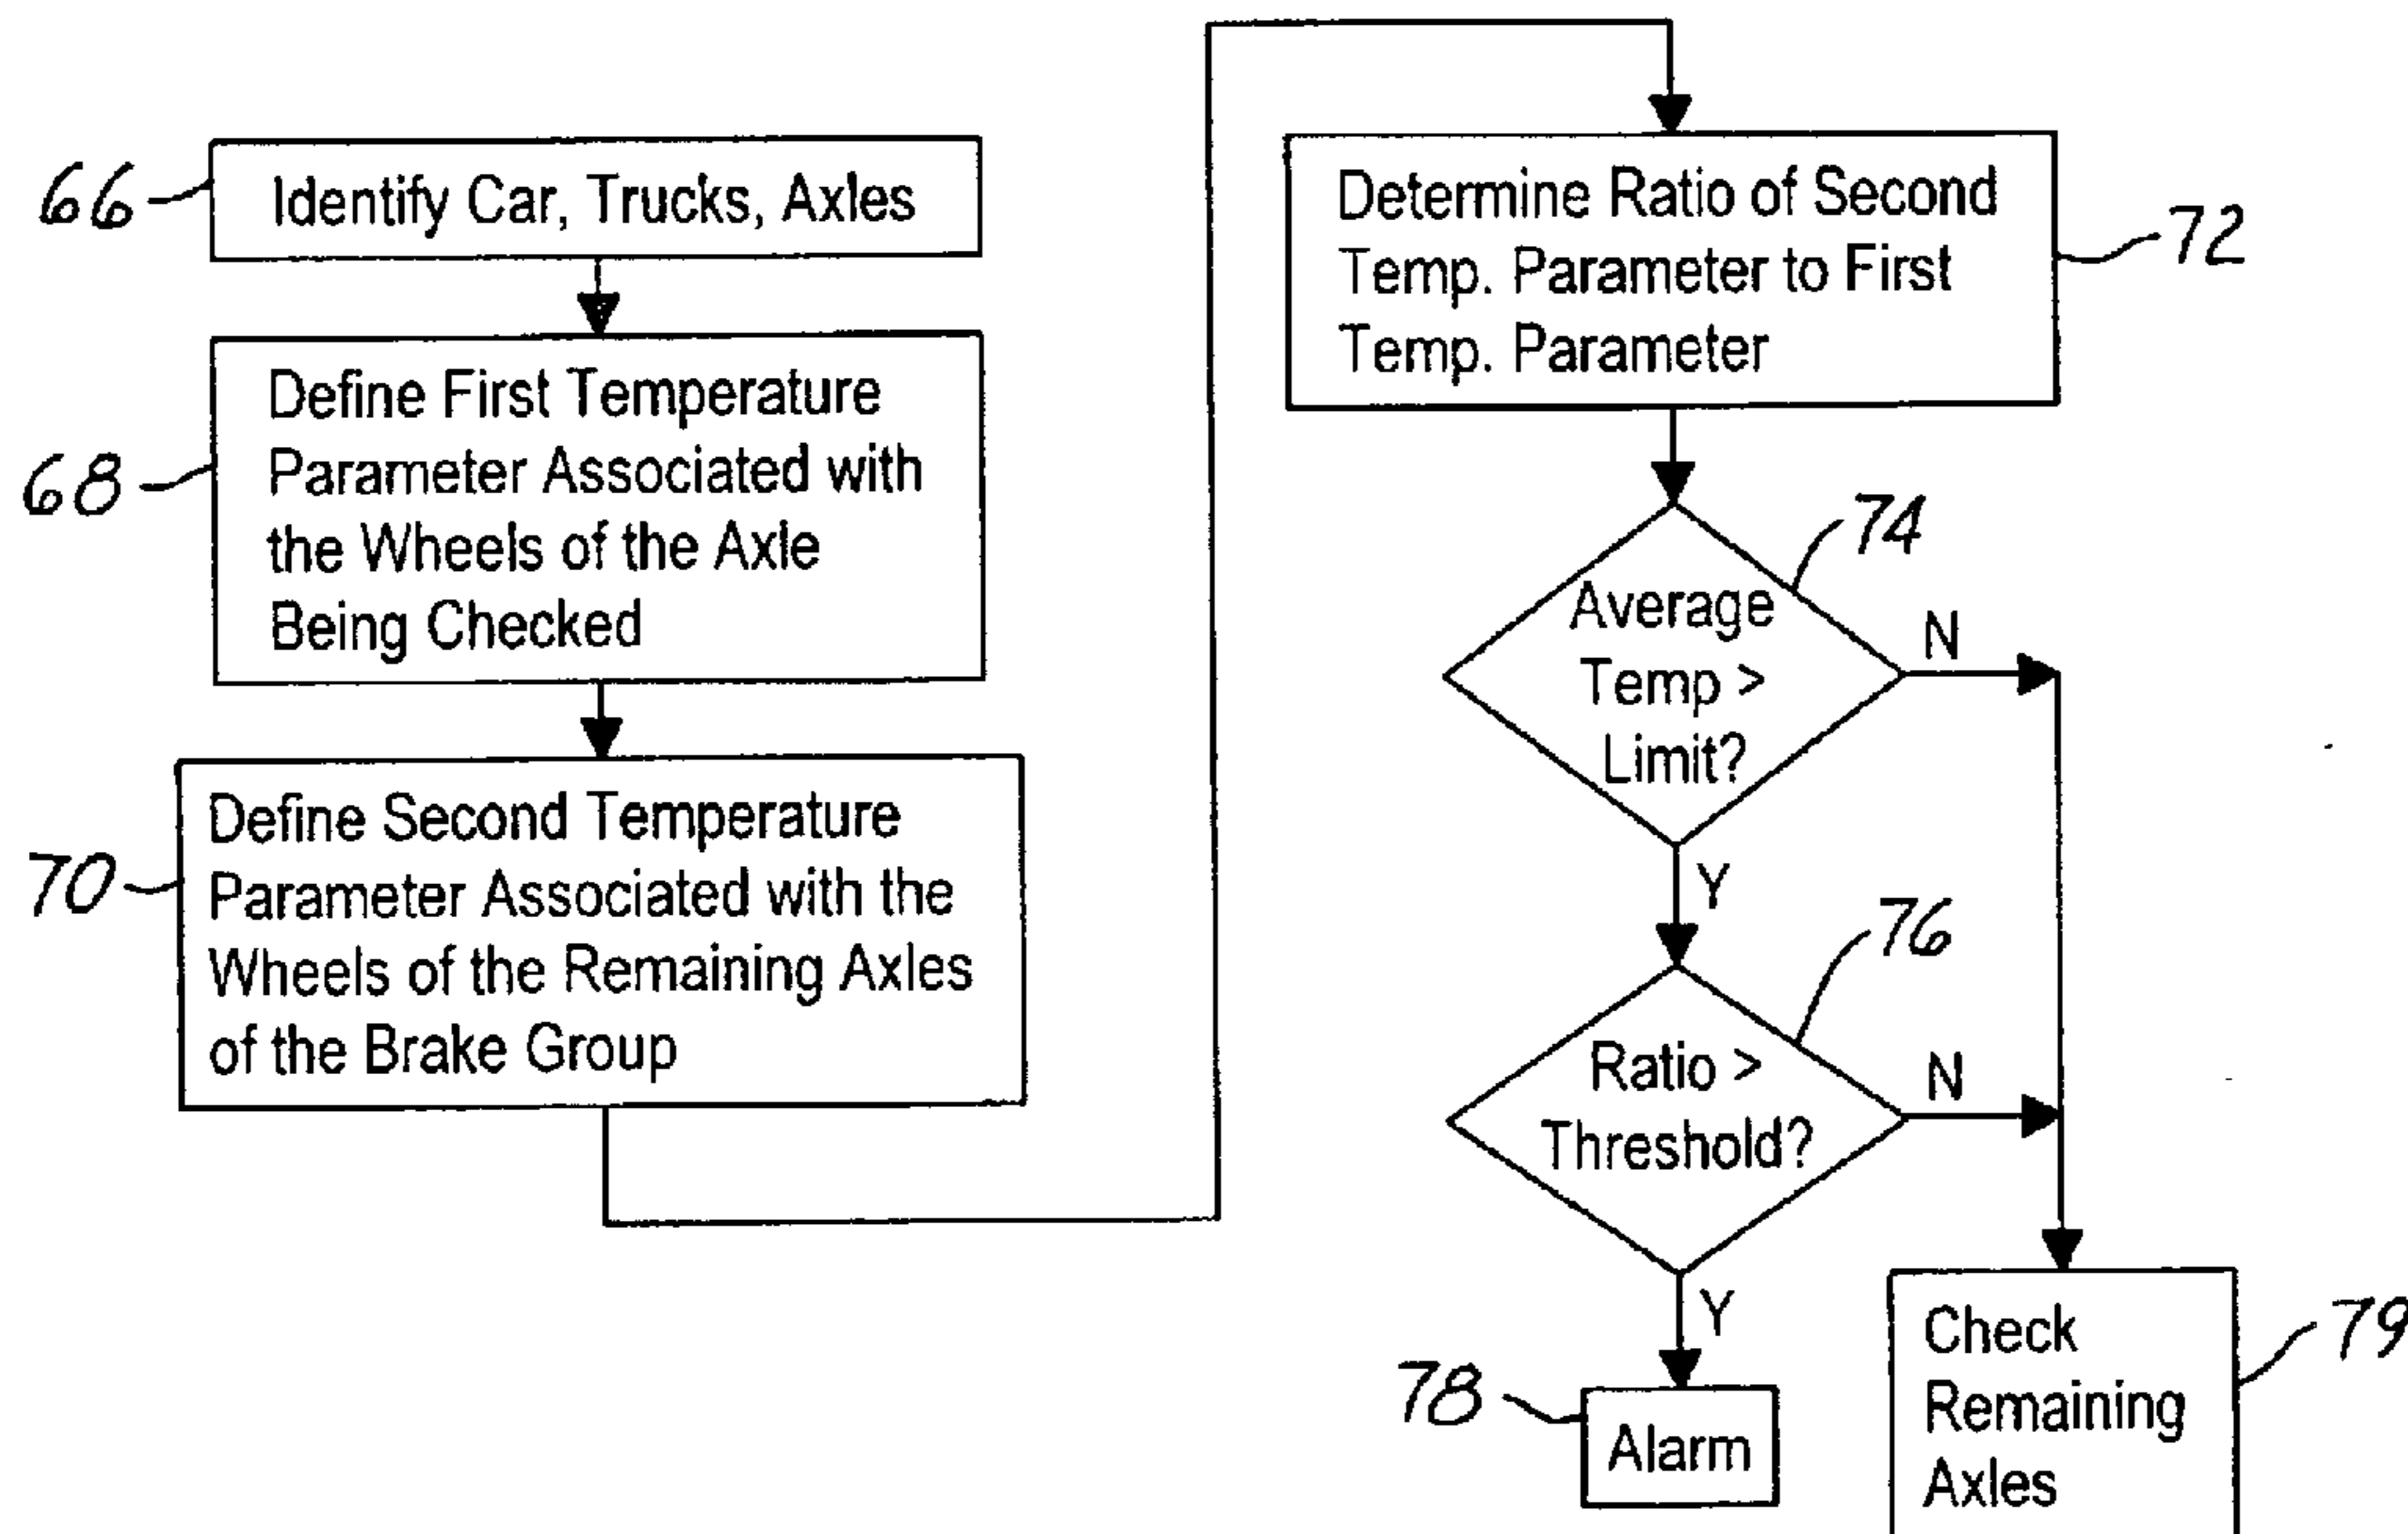 66
Identify Car, Trucks, Axles
68
Define First Temperature
Parameter Associated with
the Wheels of the Axle
Being Checked
70
Define Second Temperature
Parameter Associated with the
Wheels of the Remaining Axles
of the Brake Group
Determine Ratio of Second
Temp. Parameter to First
Temp. Parameter
72
74
Average
Temp >
Limit?
N
Y
76
Ratio >
Threshold?
N
Y
78
Alarm
Check
Remaining
Axles
79